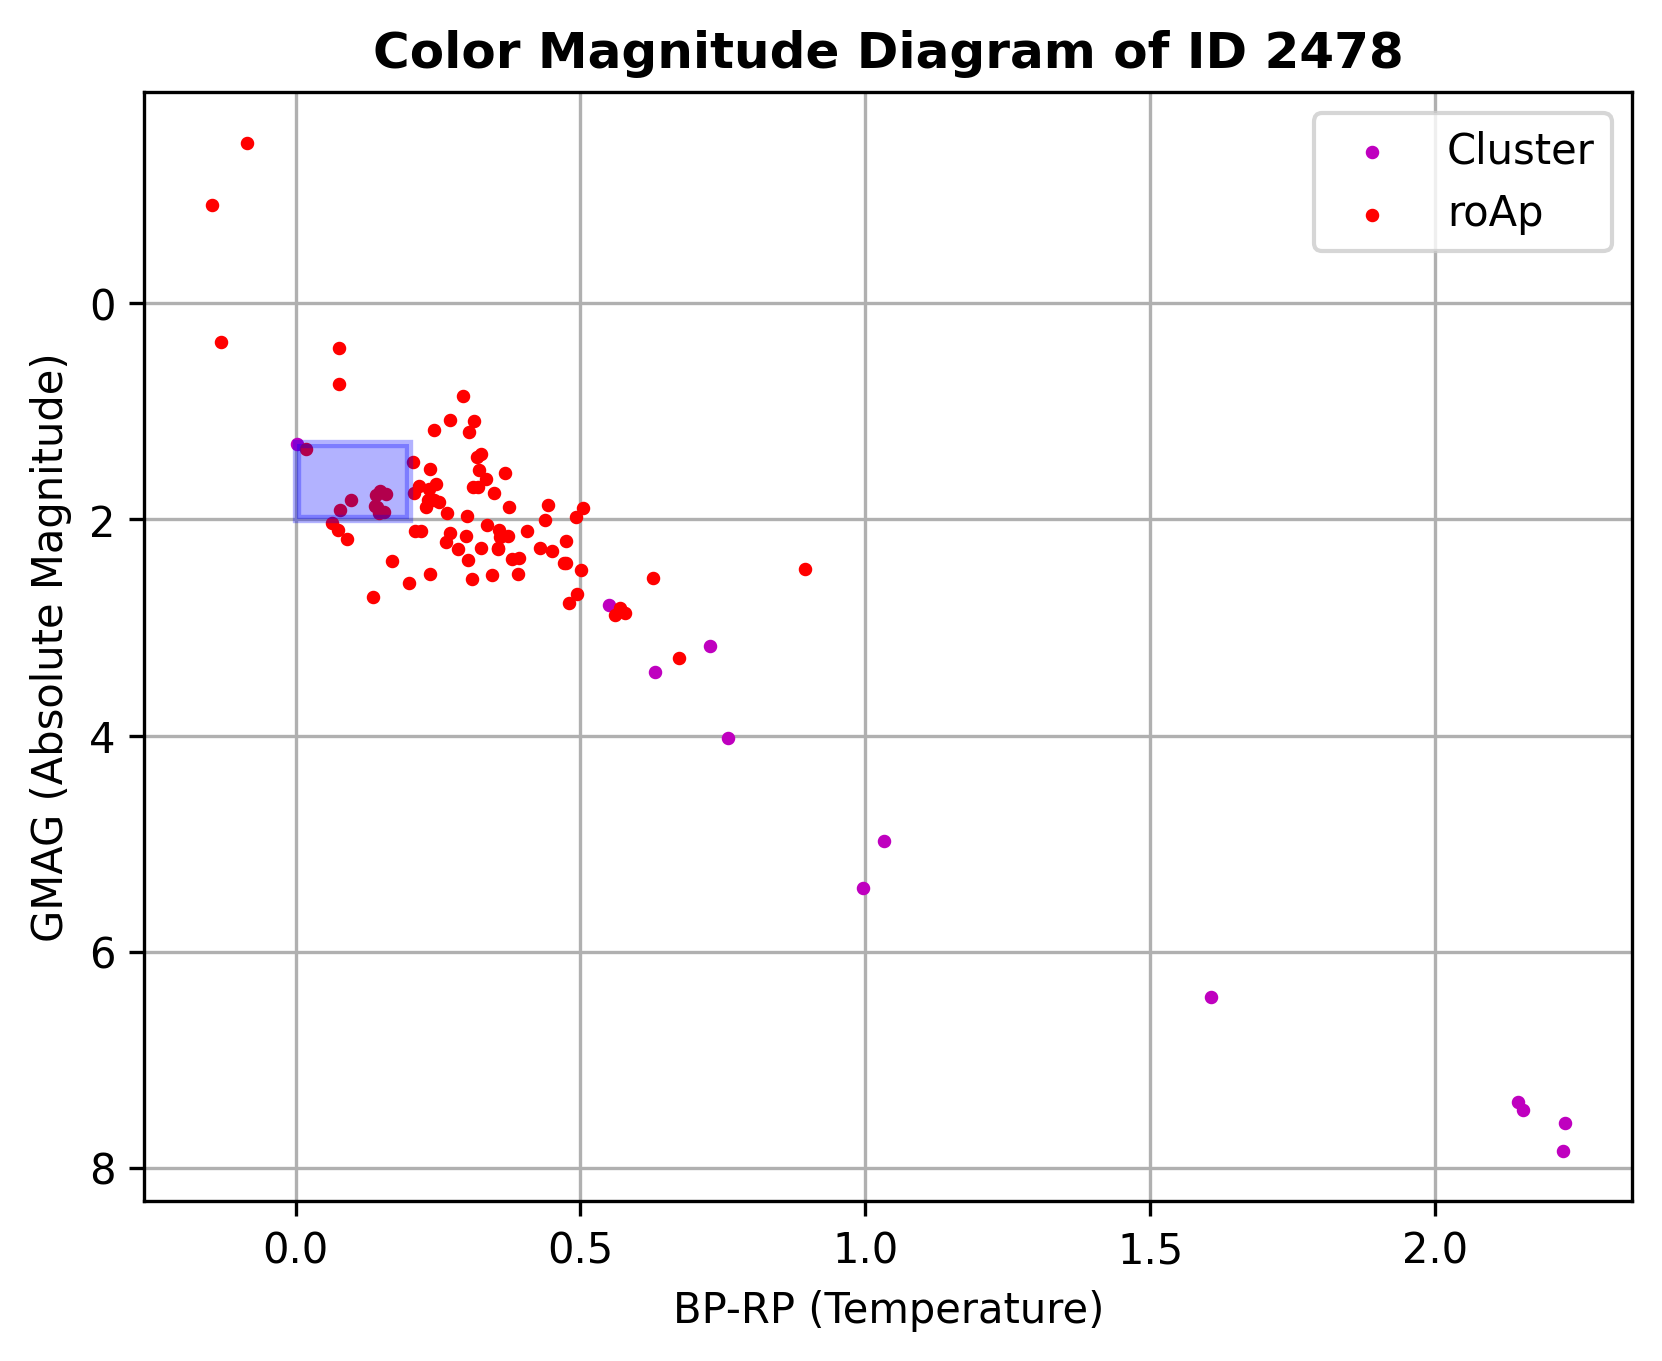 Color Magnitude Diagram of ID 2478
Cluster
roAp
GMAG (Absolute Magnitude)
0
2
4
6
8
0.0 0.5 1.0 1.5 2.0
BP-RP (Temperature)